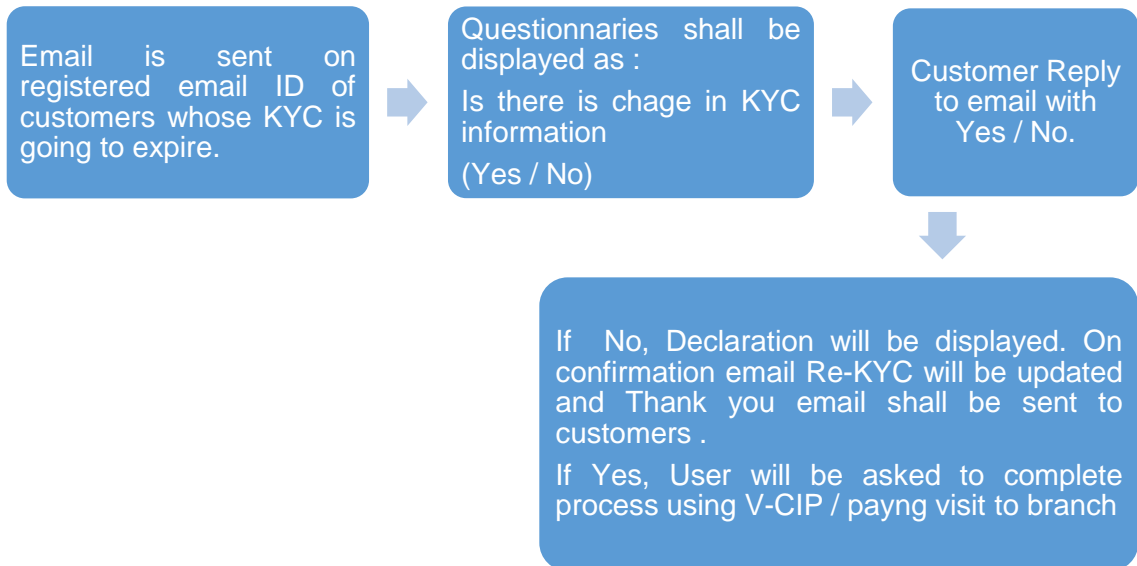 Email is sent on
registered email ID of
customers whose KYC is
going to expire.
Questionnaries shall be
displayed as :
Is there is chage in KYC
information
(Yes / No)
Customer Reply
to email with
Yes / No.
If No, Declaration will be displayed. On
confirmation email Re-KYC will be updated
and Thank you email shall be sent to
customers .
If Yes, User will be asked to complete
process using V-CIP / payng visit to branch